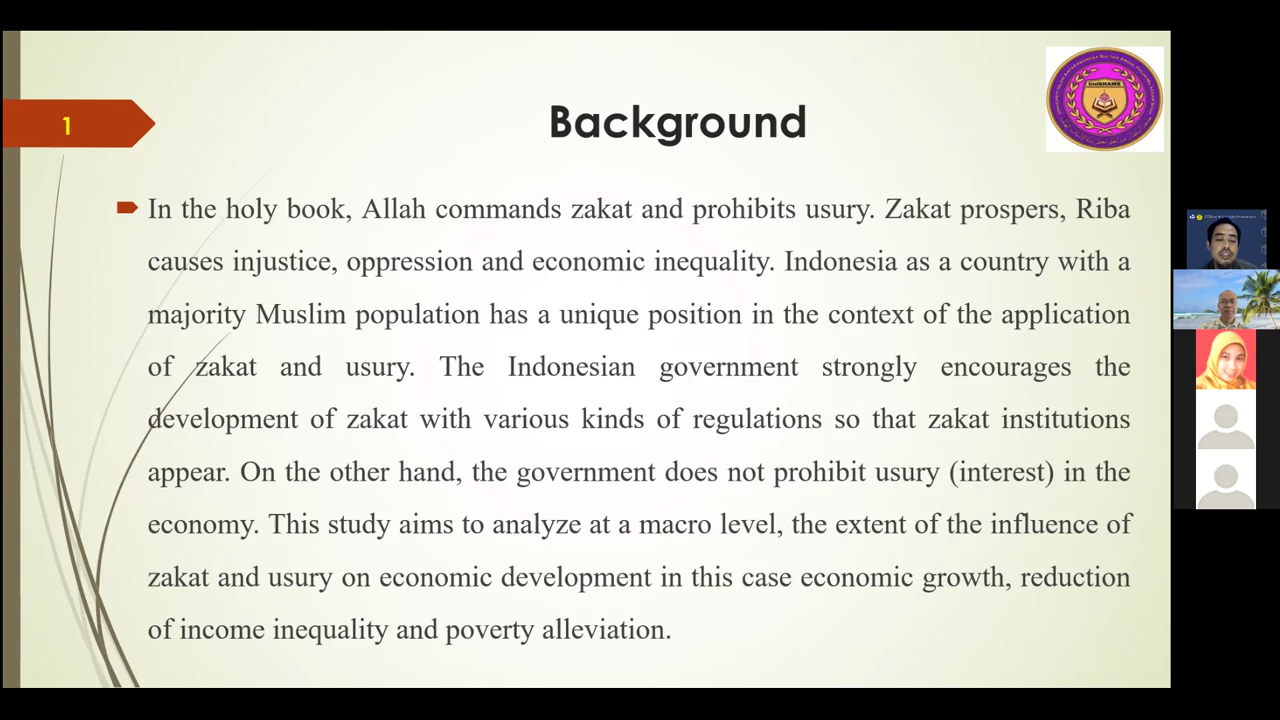 1
Background
In the holy book, Allah commands zakat and prohibits usury. Zakat prospers, Riba
causes injustice, oppression and economic inequality. Indonesia as a country with a
majority Muslim population has a unique position in the context of the application
of zakat and usury. The Indonesian government strongly encourages the
development of zakat with various kinds of regulations so that zakat institutions
appear. On the other hand, the government does not prohibit usury (interest) in the
economy. This study aims to analyze at a macro level, the extent of the influence of
zakat and usury on economic development in this case economic growth, reduction
of income inequality and poverty alleviation.
UniSHAMS